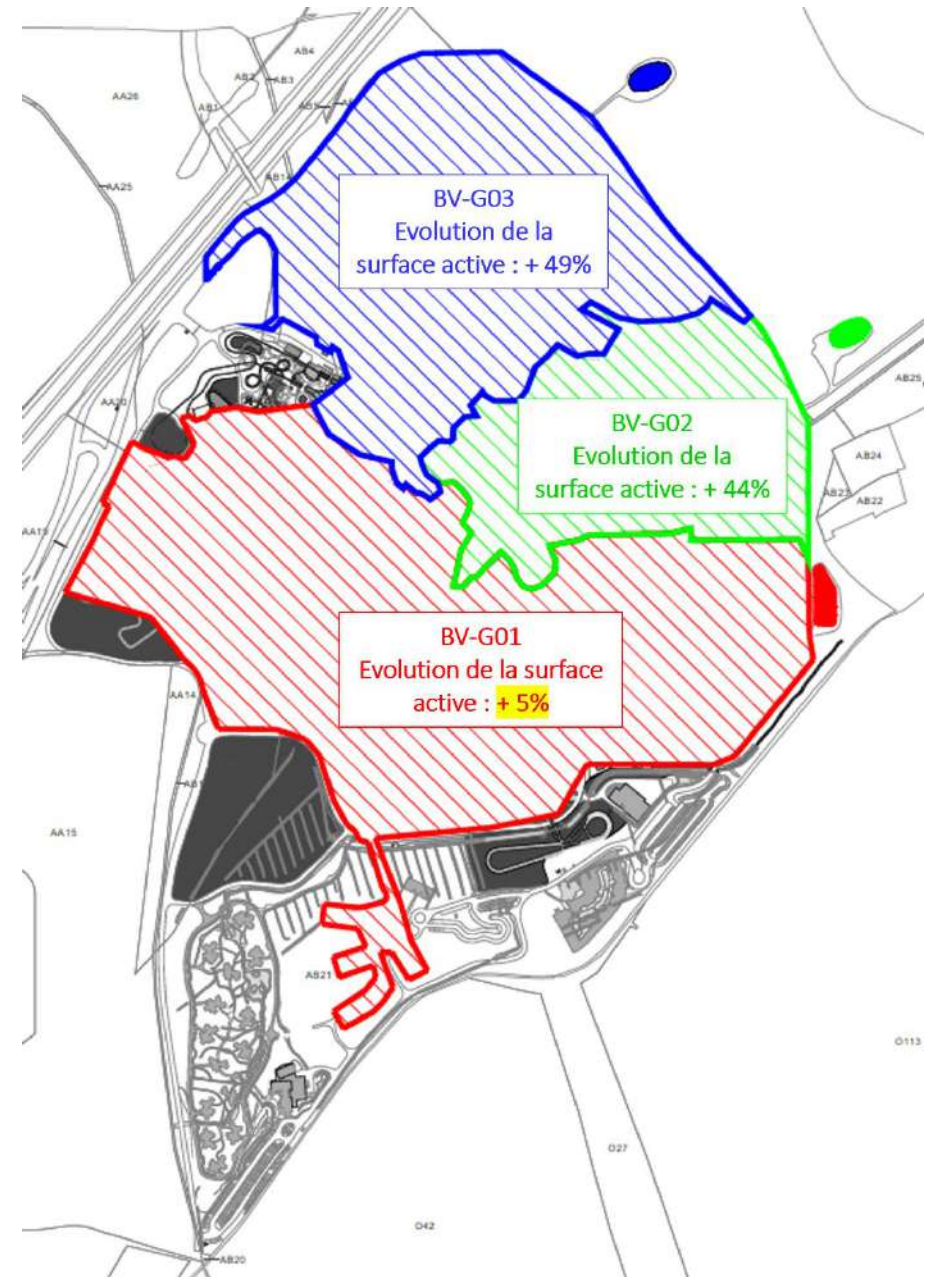 AB4
AB2
AB3
AA26
AB1
AB14
AA25
BV-G03
Evolution de la
surface active : + 49%
AB25
AA20
BV-G02
Evolution de la
surface active : + 44%
AB24
AB23
AB22
BV-G01
Evolution de la surface
active : + 5%
AA14
AA15
AB21
O113
O27
O42
AB20